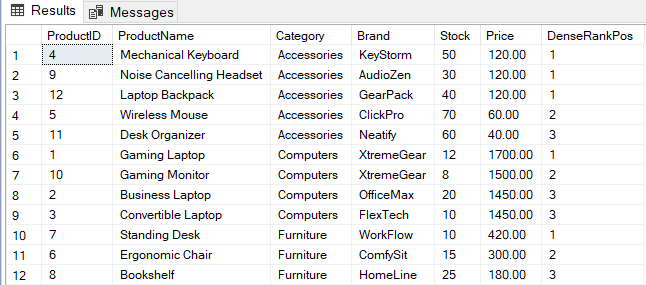 Results Messages
ProductID ProductName Category Brand Stock Price DenseRankPos
1 4 Mechanical Keyboard Accessories KeyStorm 50 120.00 1
2 9 Noise Cancelling Headset Accessories AudioZen 30 120.00 1
3 12 Laptop Backpack Accessories GearPack 40 120.00 1
4 5 Wireless Mouse Accessories ClickPro 70 60.00 2
5 11 Desk Organizer Accessories Neatify 60 40.00 3
6 1 Gaming Laptop Computers XtremeGear 12 1700.00 1
7 10 Gaming Monitor Computers XtremeGear 8 1500.00 2
8 2 Business Laptop Computers OfficeMax 20 1450.00 3
9 3 Convertible Laptop Computers FlexTech 10 1450.00 3
10 7 Standing Desk Furniture WorkFlow 10 420.00 1
11 6 Ergonomic Chair Furniture ComfySit 15 300.00 2
12 8 Bookshelf Furniture HomeLine 25 180.00 3